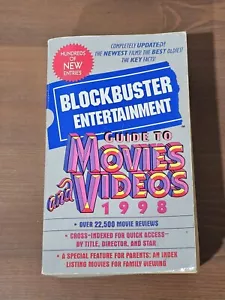 HUNDREDS
OF NEW
ENTRIES
COMPLETELY UPDATED!
THE NEWEST FILMS! THE BEST OLDIES!
THE KEY FACTS!
BLOCKBUSTER
ENTERTAINMENT
GUIDE TO
MOVIES
and VIDEOS
1998
• OVER 22,500 MOVIE REVIEWS
• CROSS-INDEXED FOR QUICK ACCESS—
BY TITLE, DIRECTOR, AND STAR
• A SPECIAL FEATURE FOR PARENTS: AN INDEX
LISTING MOVIES FOR FAMILY VIEWING